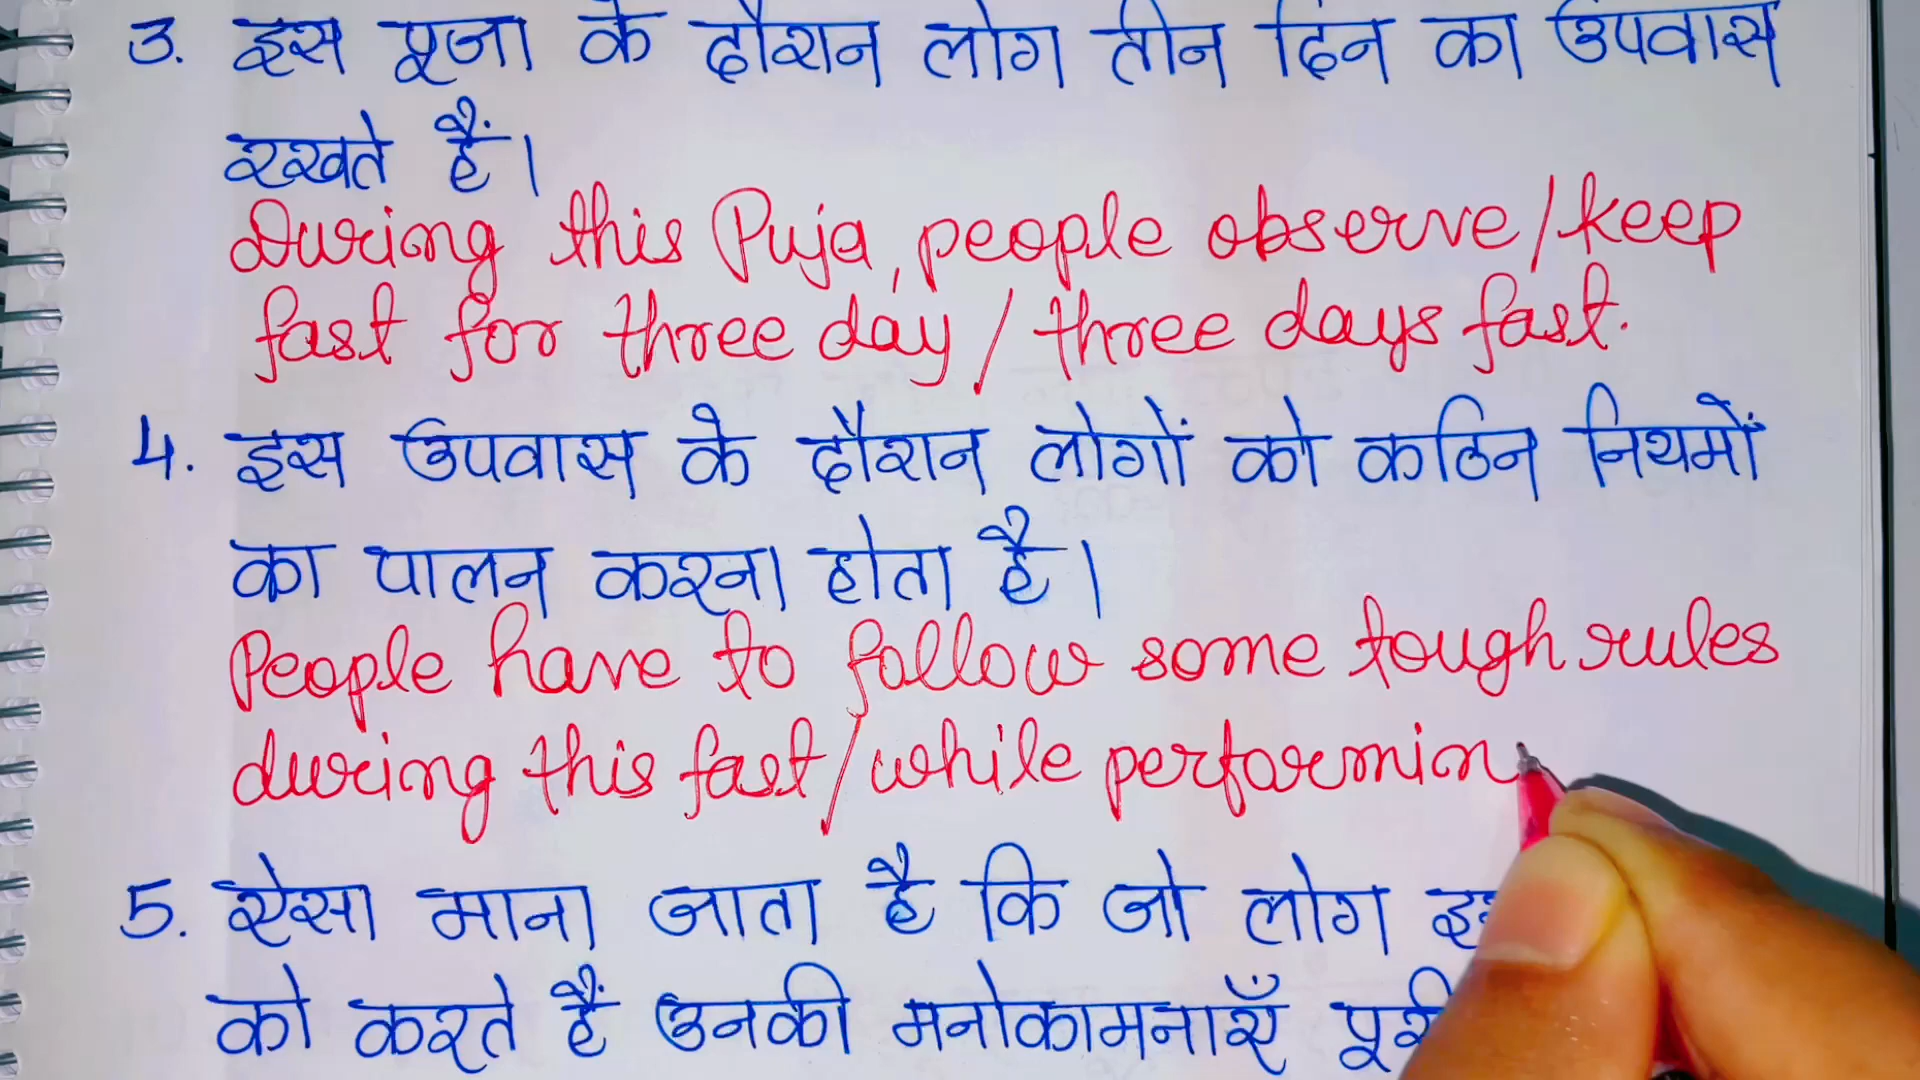 3. इस पूजा के दौरान लोग तीन दिन का उपवास
रखते हैं।
During this Puja, people observe/keep
fast for three day / three days fast.
4. इस उपवास के दौरान लोगों को कठिन नियमों
का पालन करना होता है।
People have to follow some tough rules
during this fast/while performin
5. ऐसा माना जाता है कि जो लोग
को करते हैं उनकी मनोकामनाएँ